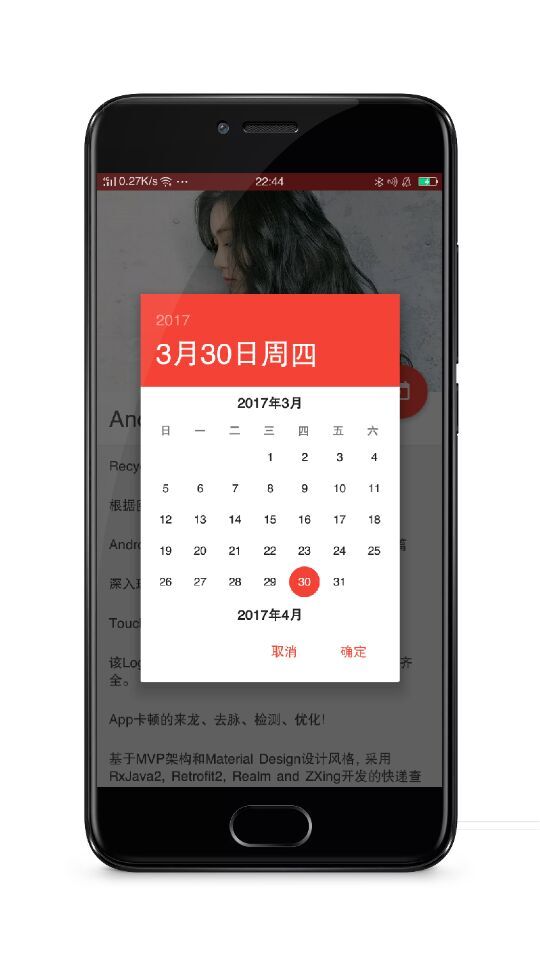 0.27K/s ··· 22:44
2017
3月30日周四
And
2017年3月
日 一 二 三 四 五 六
1 2 3 4
5 6 7 8 9 10 11
12 13 14 15 16 17 18
19 20 21 22 23 24 25
26 27 28 29 30 31
2017年4月
取消 确定
Recy
根据
Andro 篇
深入
Touc
该Log 齐
全。
App卡顿的来龙、去脉、检测、优化!
基于MVP架构和Material Design设计风格, 采用
RxJava2, Retrofit2, Realm and ZXing开发的快递查